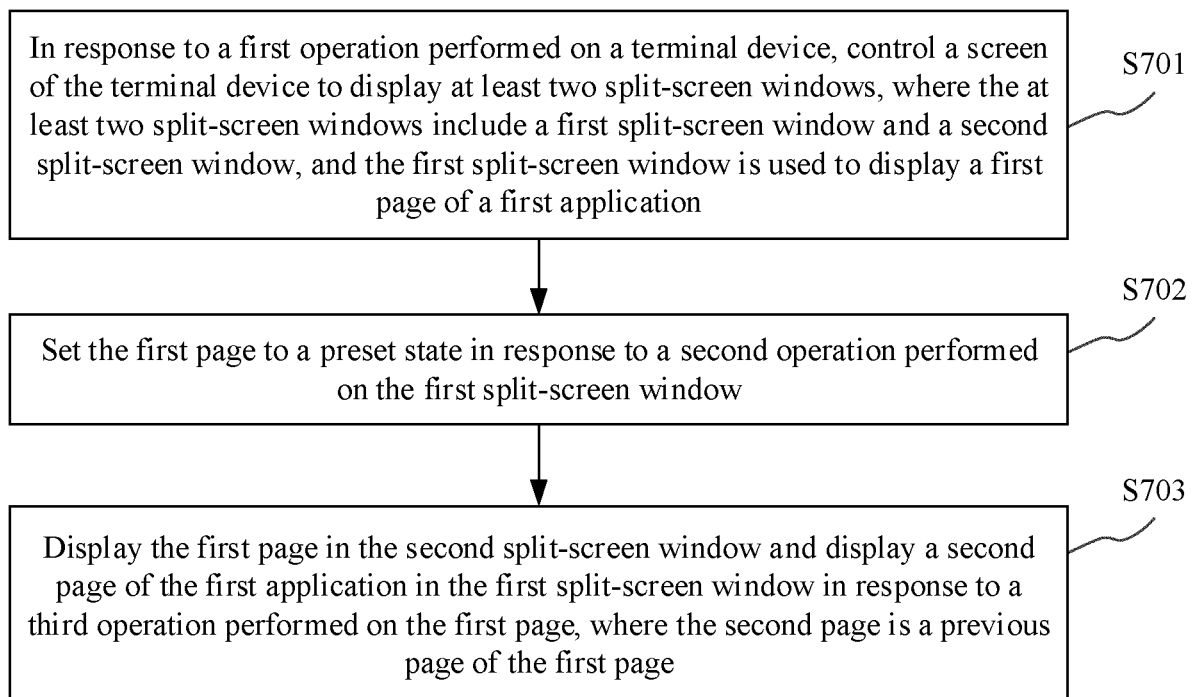 In response to a first operation performed on a terminal device, control a screen
of the terminal device to display at least two split-screen windows, where the at
least two split-screen windows include a first split-screen window and a second
split-screen window, and the first split-screen window is used to display a first
page of a first application
S701
Set the first page to a preset state in response to a second operation performed
on the first split-screen window
S702
Display the first page in the second split-screen window and display a second
page of the first application in the first split-screen window in response to a
third operation performed on the first page, where the second page is a previous
page of the first page
S703